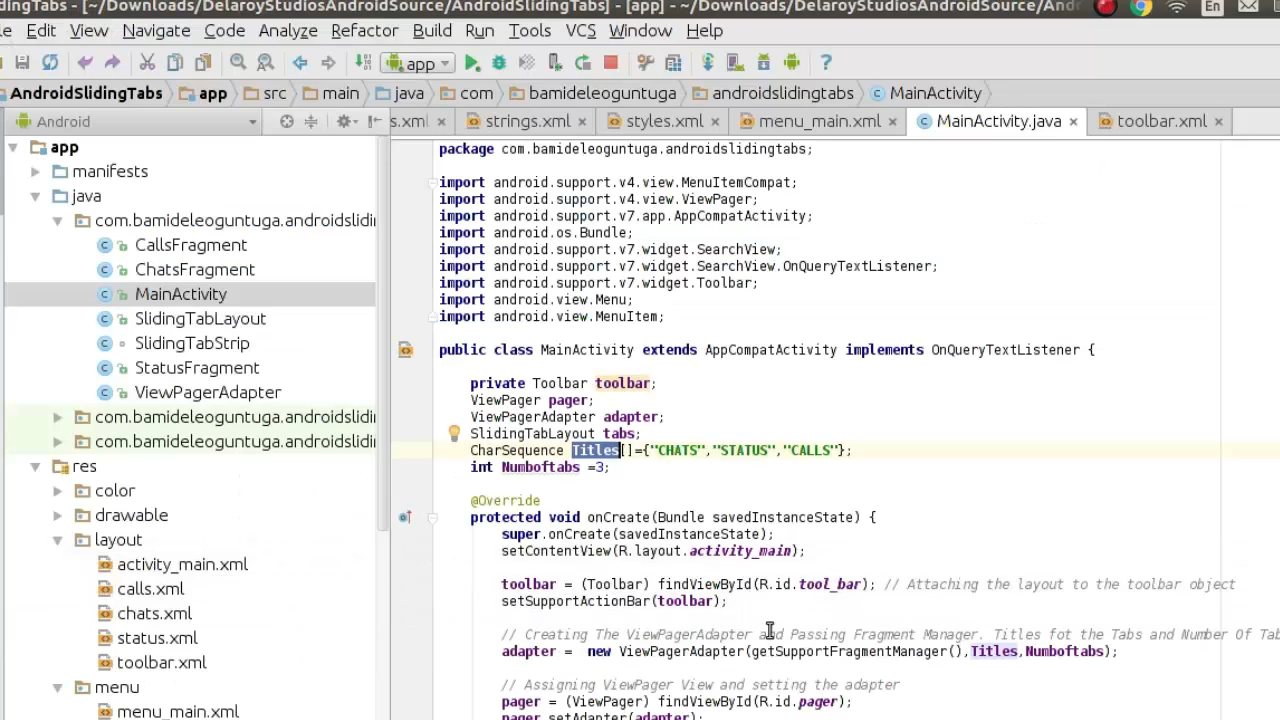 slidingTabs - [~/Downloads/DelaroyStudiosAndroidSource/AndroidSlidingTabs] - [app] - ~/Downloads/DelaroyStudiosAndroidSource/Andr
En
le Edit View Navigate Code Analyze Refactor Build Run Tools VCS Window Help
app
?
AndroidSlidingTabs app src main java com bamideleoguntuga androidslidingtabs MainActivity
Android
s.xml strings.xml styles.xml menu_main.xml MainActivity.java toolbar.xml
app
manifests
java
com.bamideleoguntuga.androidslidin
CallsFragment
ChatsFragment
MainActivity
SlidingTabLayout
SlidingTabStrip
StatusFragment
ViewPagerAdapter
com.bamideleoguntuga.androidslidin
com.bamideleoguntuga.androidslidin
res
color
drawable
layout
activity_main.xml
calls.xml
chats.xml
status.xml
toolbar.xml
menu
menu_main.xml
package com.bamideleoguntuga.androidslidingtabs;
import android.support.v4.view.MenuItemCompat;
import android.support.v4.view.ViewPager;
import android.support.v7.app.AppCompatActivity;
import android.os.Bundle;
import android.support.v7.widget.SearchView;
import android.support.v7.widget.SearchView.OnQueryTextListener;
import android.support.v7.widget.Toolbar;
import android.view.Menu;
import android.view.MenuItem;
public class MainActivity extends AppCompatActivity implements OnQueryTextListener {
private Toolbar toolbar;
ViewPager pager;
ViewPagerAdapter adapter;
SlidingTabLayout tabs;
CharSequence Titles[]={"CHATS","STATUS","CALLS"};
int Numboftabs =3;
@Override
protected void onCreate(Bundle savedInstanceState) {
super.onCreate(savedInstanceState);
setContentView(R.layout.activity_main);
toolbar = (Toolbar) findViewById(R.id.tool_bar); // Attaching the layout to the toolbar object
setSupportActionBar(toolbar);
// Creating The ViewPagerAdapter and Passing Fragment Manager. Titles fot the Tabs and Number Of Tab
adapter = new ViewPagerAdapter(getSupportFragmentManager(),Titles,Numboftabs);
// Assigning ViewPager View and setting the adapter
pager = (ViewPager) findViewById(R.id.pager);
pager.setAdapter(adapter);